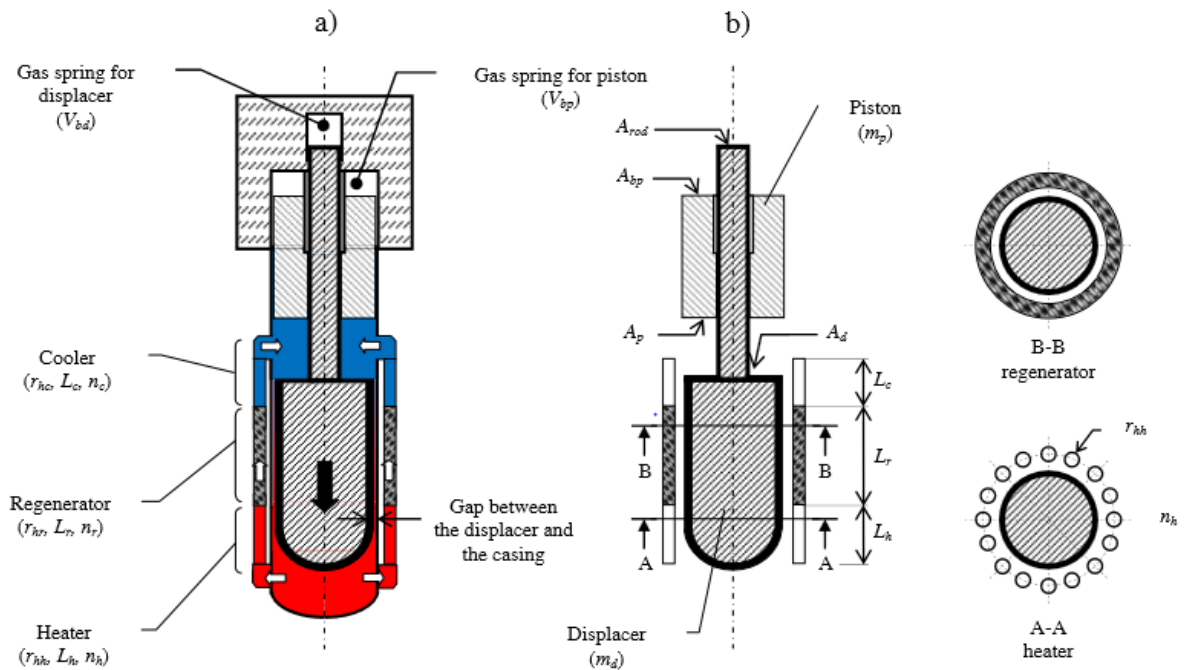 a)
b)
Gas spring for
displacer
(V_bd)
Gas spring for piston
(V_bp)
Piston
(m_p)
A_rod
A_bp
A_p
A_d
Cooler
(r_hc, L_c, n_c)
L_c
B-B
regenerator
B
B
L_r
r_hh
Regenerator
(r_hr, L_r, n_r)
Gap between
the displacer and
the casing
L_h
n_h
A
A
Heater
(r_hh, L_h, n_h)
Displacer
(m_d)
A-A
heater